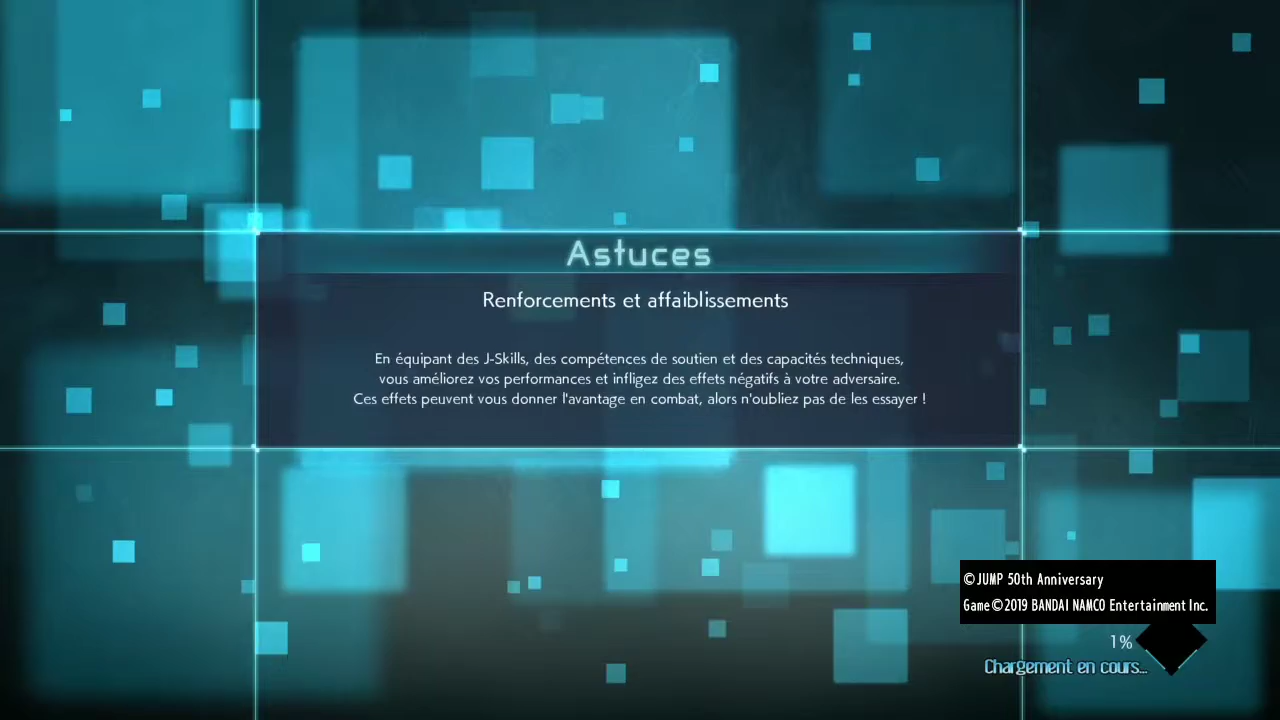 Astuces
Renforcements et affaiblissements
En équipant des J-Skills, des compétences de soutien et des capacités techniques,
vous améliorez vos performances et infligez des effets négatifs à votre adversaire.
Ces effets peuvent vous donner l'avantage en combat, alors n'oubliez pas de les essayer !
©JUMP 50th Anniversary
Game©2019 BANDAI NAMCO Entertainment Inc.
1%
Chargement en cours...